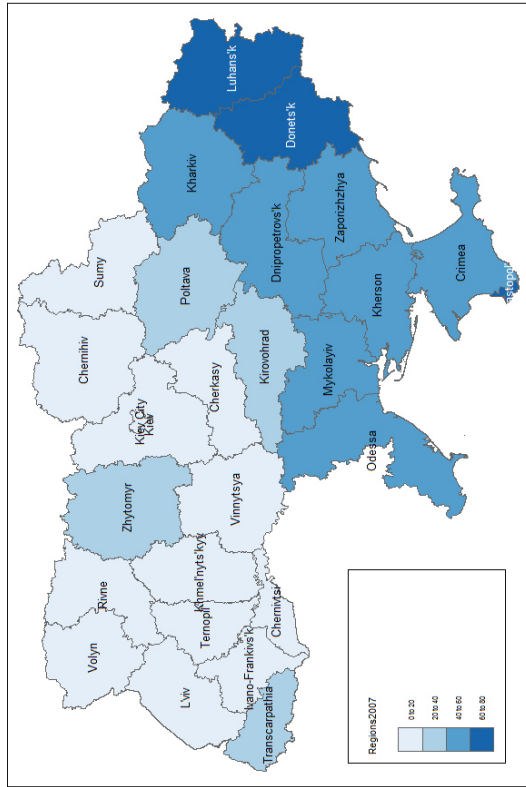 Volyn
Rivne
Zhytomyr
Chernihiv
Sumy
L'viv
Ternopil'
Khmel'nyts'kyy
Kiev City
Kiev
Poltava
Kharkiv
Luhans'k
Transcarpathia
Ivano-Frankivs'k
Chernivtsi
Vinnytsya
Cherkasy
Kirovohrad
Dnipropetrovs'k
Donets'k
Odessa
Mykolayiv
Kherson
Zaporizhzhya
Crimea
Regions2007
0 to 20
20 to 40
40 to 60
60 to 80